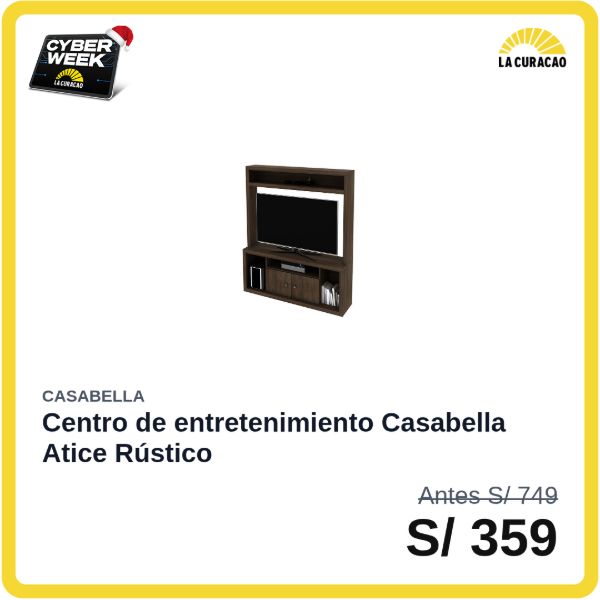 CYBER
WEEK
LA CURACAO
LA CURACAO
CASABELLA
Centro de entretenimiento Casabella
Atice Rústico
Antes S/ 749
S/ 359